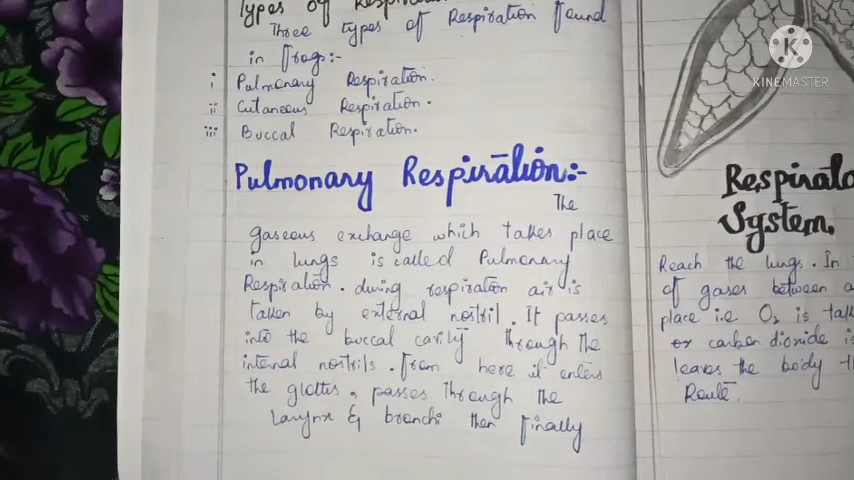 Types of Respiration
Three types of Respiration found
in frog:-
i Pulmonary Respiration.
ii Cutaneous Respiration.
iii Buccal Respiration.
Pulmonary Respiration:-
The
gaseous exchange which takes place
in lungs is called Pulmonary
Respiration. during respiration air is
taken by external nostril. It passes
into the buccal cavity through the
internal nostrils. From here it enters
the glottis, passes through the
Larynx & bronchi then finally
K
KINEMASTER
Respirato
System.
Reach the lungs. In
of gases between a
place i.e O2 is tak
or carbon dioxide is
leaves the body t
Route.